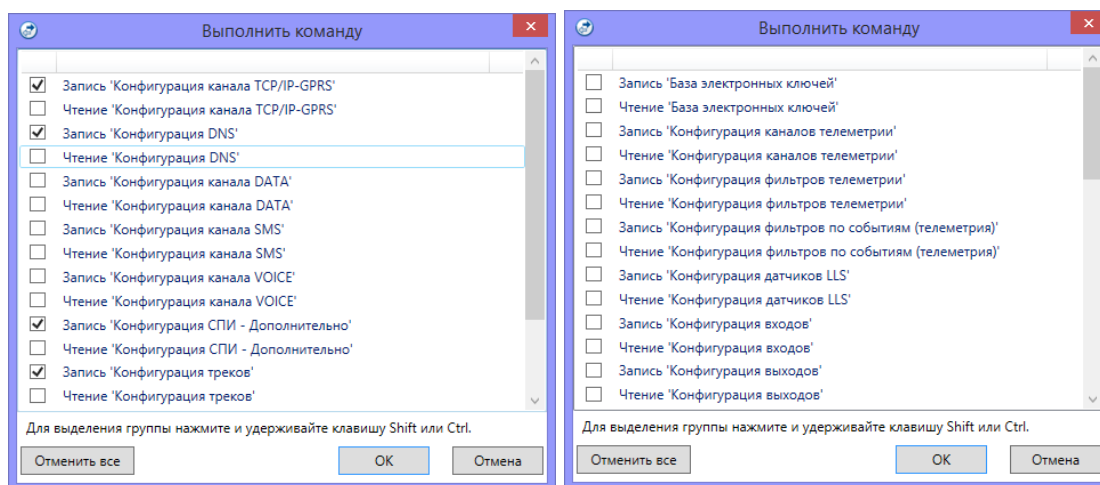 Выполнить команду
Запись 'Конфигурация канала TCP/IP-GPRS'
Чтение 'Конфигурация канала TCP/IP-GPRS'
Запись 'Конфигурация DNS'
Чтение 'Конфигурация DNS'
Запись 'Конфигурация канала DATA'
Чтение 'Конфигурация канала DATA'
Запись 'Конфигурация канала SMS'
Чтение 'Конфигурация канала SMS'
Запись 'Конфигурация канала VOICE'
Чтение 'Конфигурация канала VOICE'
Запись 'Конфигурация СПИ - Дополнительно'
Чтение 'Конфигурация СПИ - Дополнительно'
Запись 'Конфигурация треков'
Чтение 'Конфигурация треков'
Для выделения группы нажмите и удерживайте клавишу Shift или Ctrl.
Отменить все
OK
Отмена
Выполнить команду
Запись 'База электронных ключей'
Чтение 'База электронных ключей'
Запись 'Конфигурация каналов телеметрии'
Чтение 'Конфигурация каналов телеметрии'
Запись 'Конфигурация фильтров телеметрии'
Чтение 'Конфигурация фильтров телеметрии'
Запись 'Конфигурация фильтров по событиям (телеметрия)'
Чтение 'Конфигурация фильтров по событиям (телеметрия)'
Запись 'Конфигурация датчиков LLS'
Чтение 'Конфигурация датчиков LLS'
Запись 'Конфигурация входов'
Чтение 'Конфигурация входов'
Запись 'Конфигурация выходов'
Чтение 'Конфигурация выходов'
Для выделения группы нажмите и удерживайте клавишу Shift или Ctrl.
Отменить все
OK
Отмена